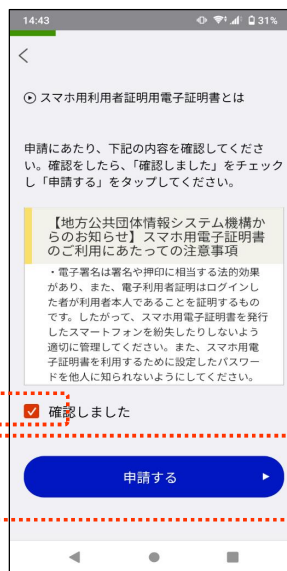 14:43
31%
スマホ用利用者証明用電子証明書とは
申請にあたり、下記の内容を確認してくださ
い。確認をしたら、「確認しました」をチェック
し「申請する」をタップしてください。
【地方公共団体情報システム機構か
らのお知らせ】スマホ用電子証明書
のご利用にあたっての注意事項
・電子署名は署名や押印に相当する法的効果
があり、また、電子利用者証明はログインし
た者が利用者本人であることを証明するもの
です。したがって、スマホ用電子証明書を発行
したスマートフォンを紛失したりしないよう
適切に管理してください。また、スマホ用電
子証明書を利用するために設定したパスワー
ドを他人に知られないようにしてください。
確認しました
申請する